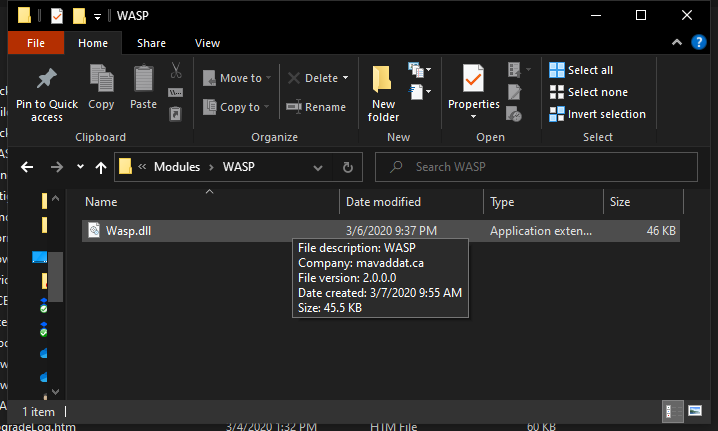 WASP
File
Home
Share
View
Pin to Quick
access
Copy
Paste
Move to
Copy to
Delete
Rename
New
folder
Properties
Select all
Select none
Invert selection
Clipboard
Organize
New
Open
Select
« Modules › WASP
Search WASP
Name
Date modified
Type
Size
Wasp.dll
3/6/2020 9:37 PM
Application exten...
46 KB
File description: WASP
Company: mavaddat.ca
File version: 2.0.0.0
Date created: 3/7/2020 9:55 AM
Size: 45.5 KB
1 item
gradeLog.htm
3/4/2020 1:32 PM
HTM File
60 KB